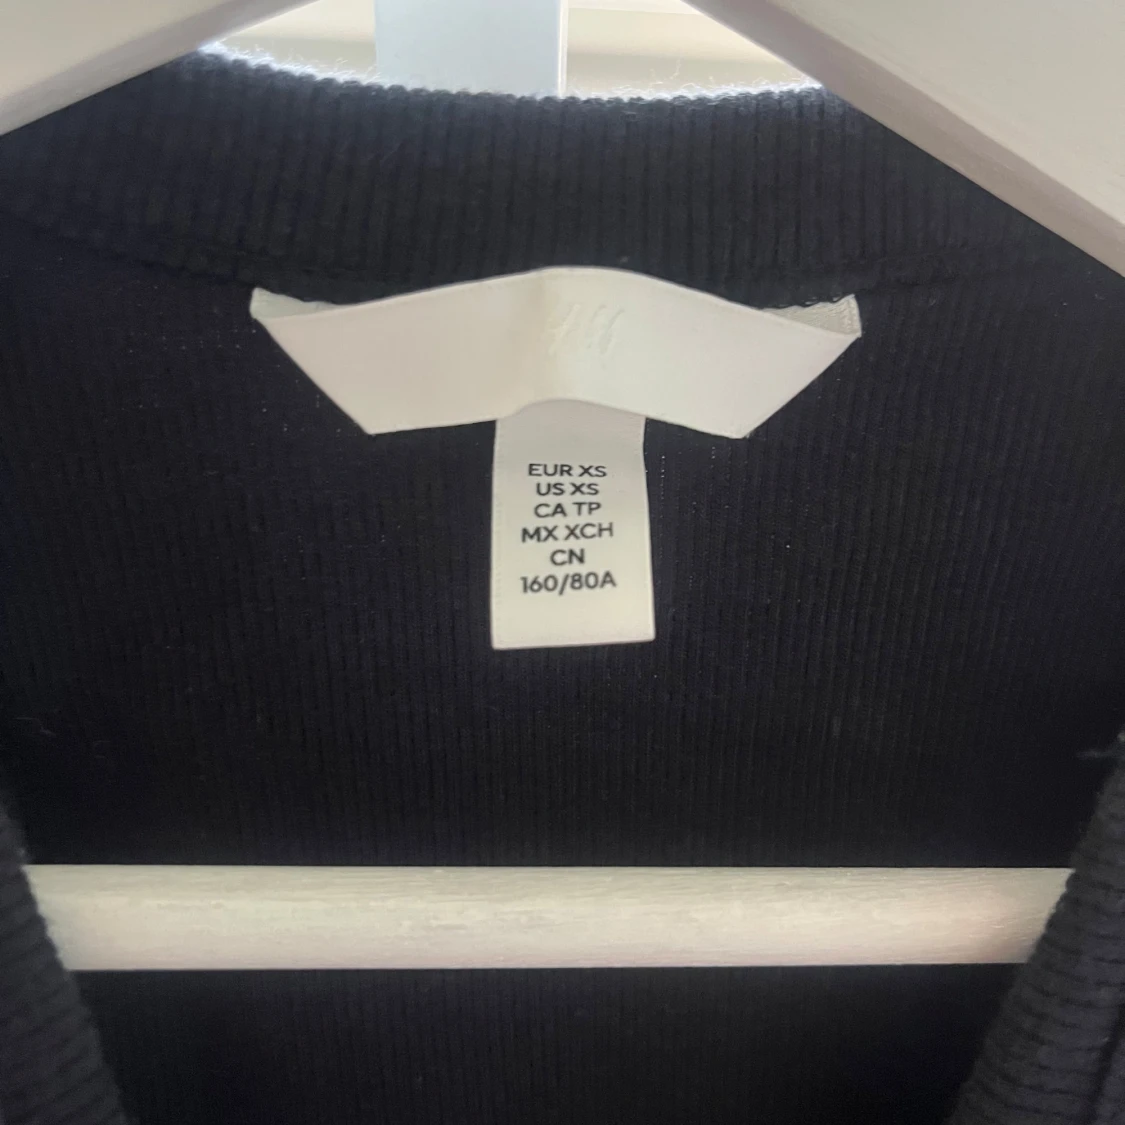 EUR XS
US XS
CA TP
MX XCH
CN
160/80A